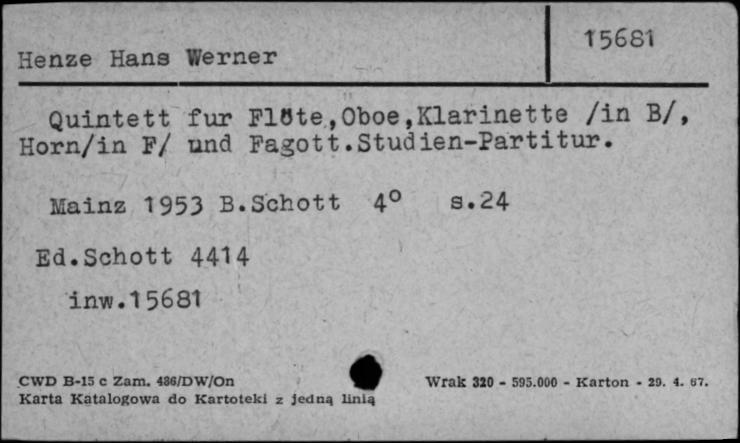 15681
Henze Hans Werner
Quintett fur Flöte,Oboe,Klarinette /in B/,
Horn/in F/ und Fagott.Studien-Partitur.
Mainz 1953 B.Schott 4° s.24
Ed.Schott 4414
inw.15681
CWD B-15 c Zam. 486/DW/On
Wrak 320 - 595.000 - Karton - 29. 4. 67.
Karta Katalogowa do Kartoteki z jedną linią